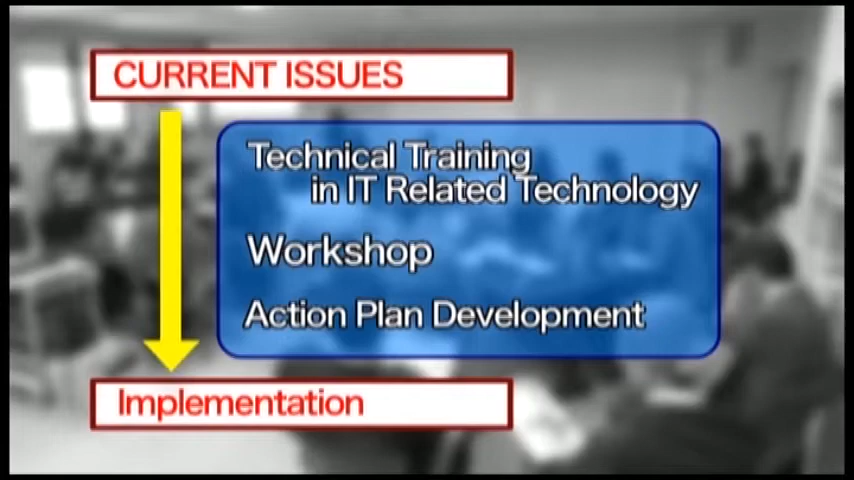 CURRENT ISSUES
Technical Training
in IT Related Technology
Workshop
Action Plan Development
Implementation